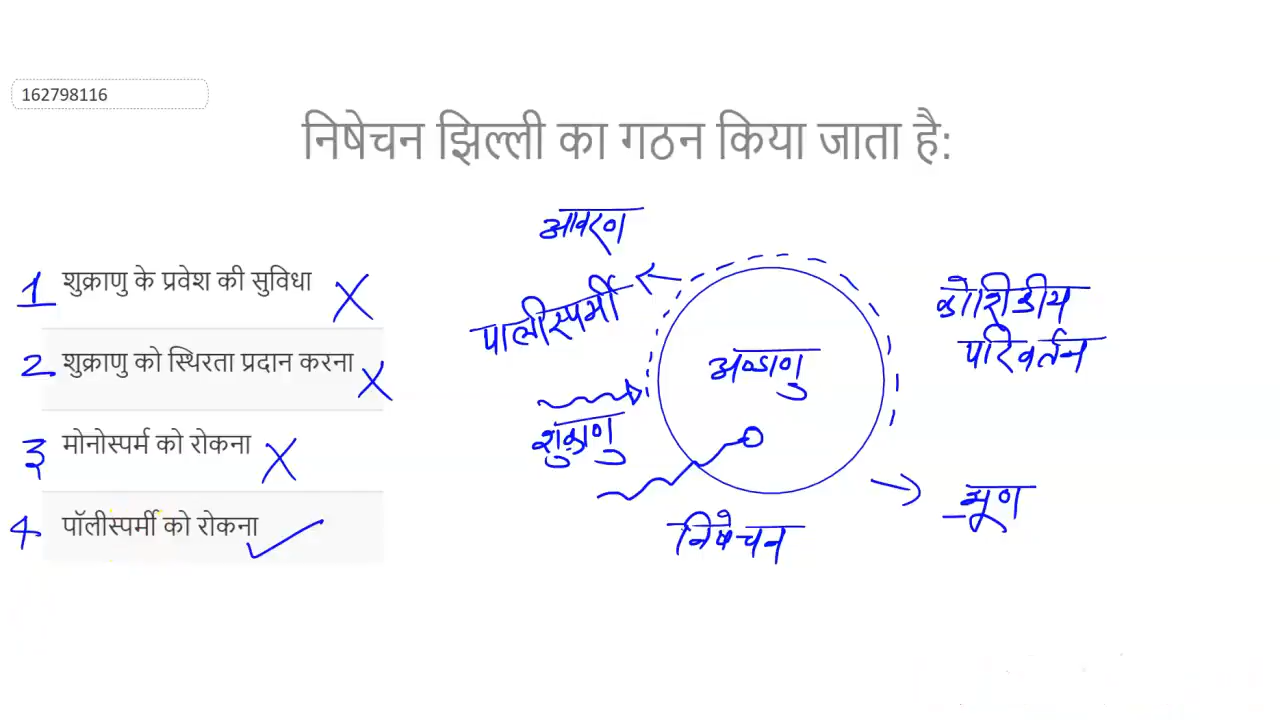 162798116
निषेचन झिल्ली का गठन किया जाता है:
1 शुक्राणु के प्रवेश की सुविधा
2 शुक्राणु को स्थिरता प्रदान करना
3 मोनोस्पर्म को रोकना
4 पॉलीस्पर्मी को रोकना
आवरण
पालीस्पर्मी
शुक्राणु
अण्डाणु
निषेचन
परिवर्तन
भ्रूण